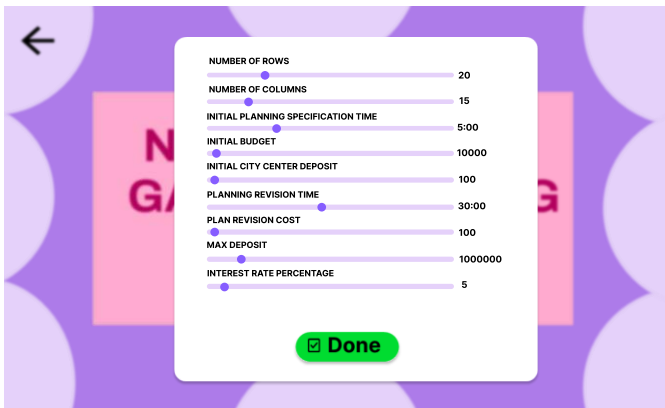 NUMBER OF ROWS
20
NUMBER OF COLUMNS
15
INITIAL PLANNING SPECIFICATION TIME
5:00
INITIAL BUDGET
10000
INITIAL CITY CENTER DEPOSIT
100
PLANNING REVISION TIME
30:00
PLAN REVISION COST
100
MAX DEPOSIT
1000000
INTEREST RATE PERCENTAGE
5
Done